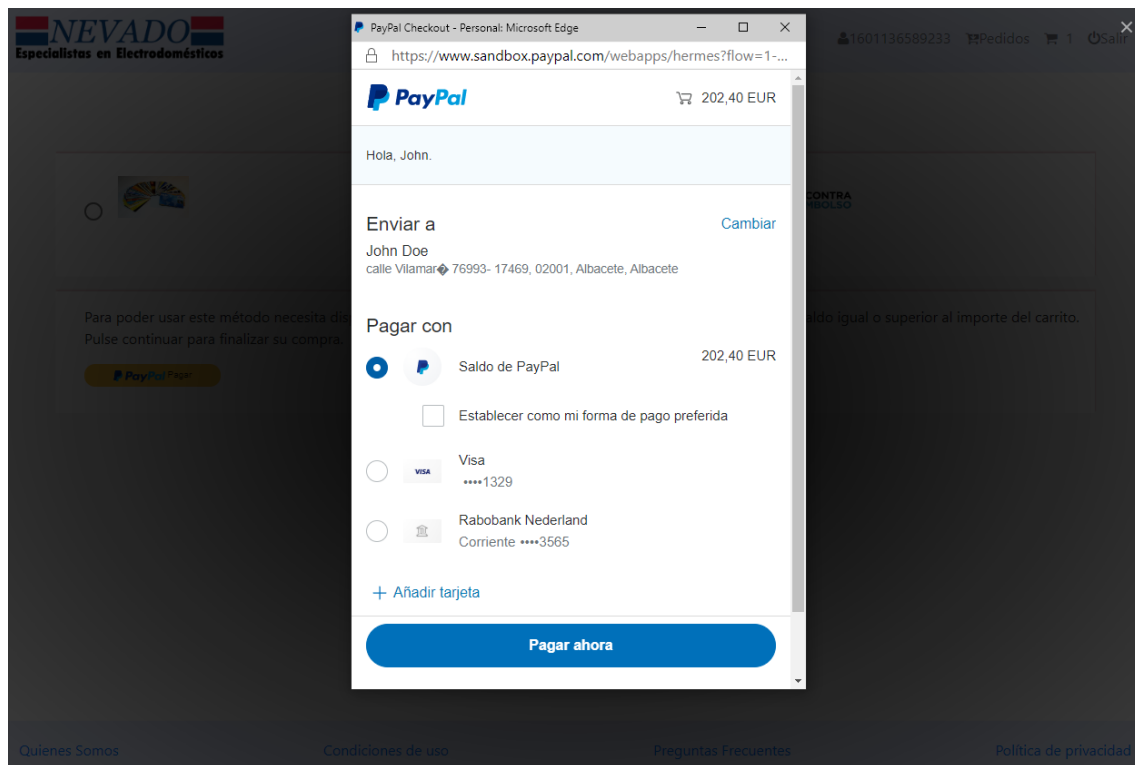 NEVADO
Especialistas en Electrodomésticos
1601136589233 Pedidos 1 Salir
PayPal Checkout - Personal: Microsoft Edge
https://www.sandbox.paypal.com/webapps/hermes?flow=1-...
PayPal 202,40 EUR
Hola, John.
Enviar a Cambiar
John Doe
calle Vilamar� 76993- 17469, 02001, Albacete, Albacete
Pagar con
Saldo de PayPal 202,40 EUR
Establecer como mi forma de pago preferida
VISA Visa
••••1329
Rabobank Nederland
Corriente ••••3565
+ Añadir tarjeta
Pagar ahora
CONTRA
Para poder usar este método necesita
igual o superior al importe del carrito.
Pulse continuar para finalizar su compra.
PayPal Pagar
Quienes Somos Condiciones de uso Preguntas Frecuentes Política de privacidad